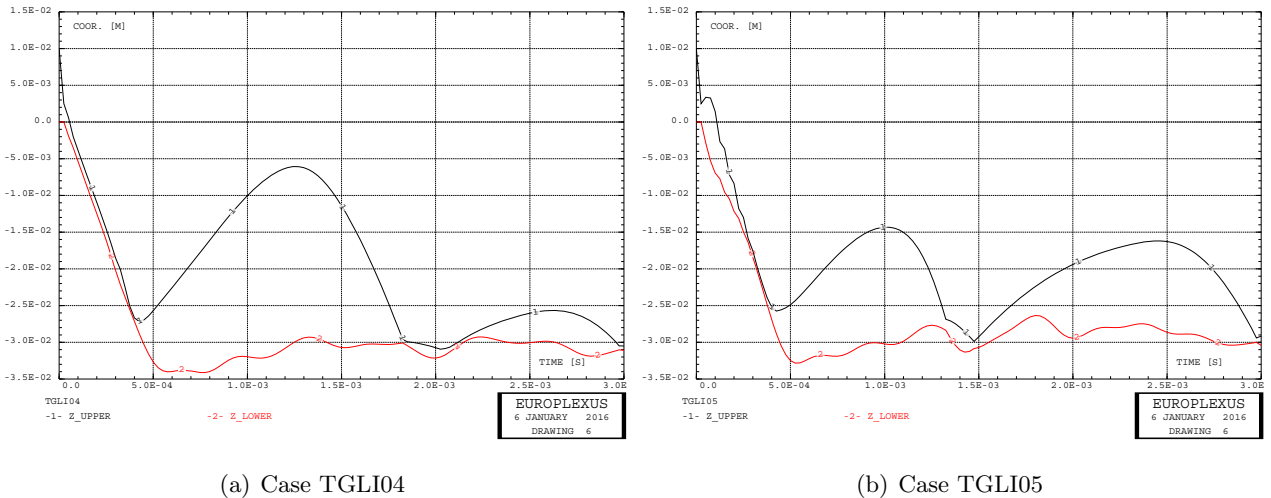 1.5E-02
COOR. [M]
1.0E-02
5.0E-03
0.0
-5.0E-03
-1.0E-02
-1.5E-02
-2.0E-02
-2.5E-02
-3.0E-02
-3.5E-02
TIME [S]
0.0 5.0E-04 1.0E-03 1.5E-03 2.0E-03 2.5E-03 3.0E
TGLI04
-1- Z_UPPER -2- Z_LOWER
EUROPLEXUS
6 JANUARY 2016
DRAWING 6
(a) Case TGLI04
1.5E-02
COOR. [M]
1.0E-02
5.0E-03
0.0
-5.0E-03
-1.0E-02
-1.5E-02
-2.0E-02
-2.5E-02
-3.0E-02
-3.5E-02
TIME [S]
0.0 5.0E-04 1.0E-03 1.5E-03 2.0E-03 2.5E-03 3.0E
TGLI05
-1- Z_UPPER -2- Z_LOWER
EUROPLEXUS
6 JANUARY 2016
DRAWING 6
(b) Case TGLI05